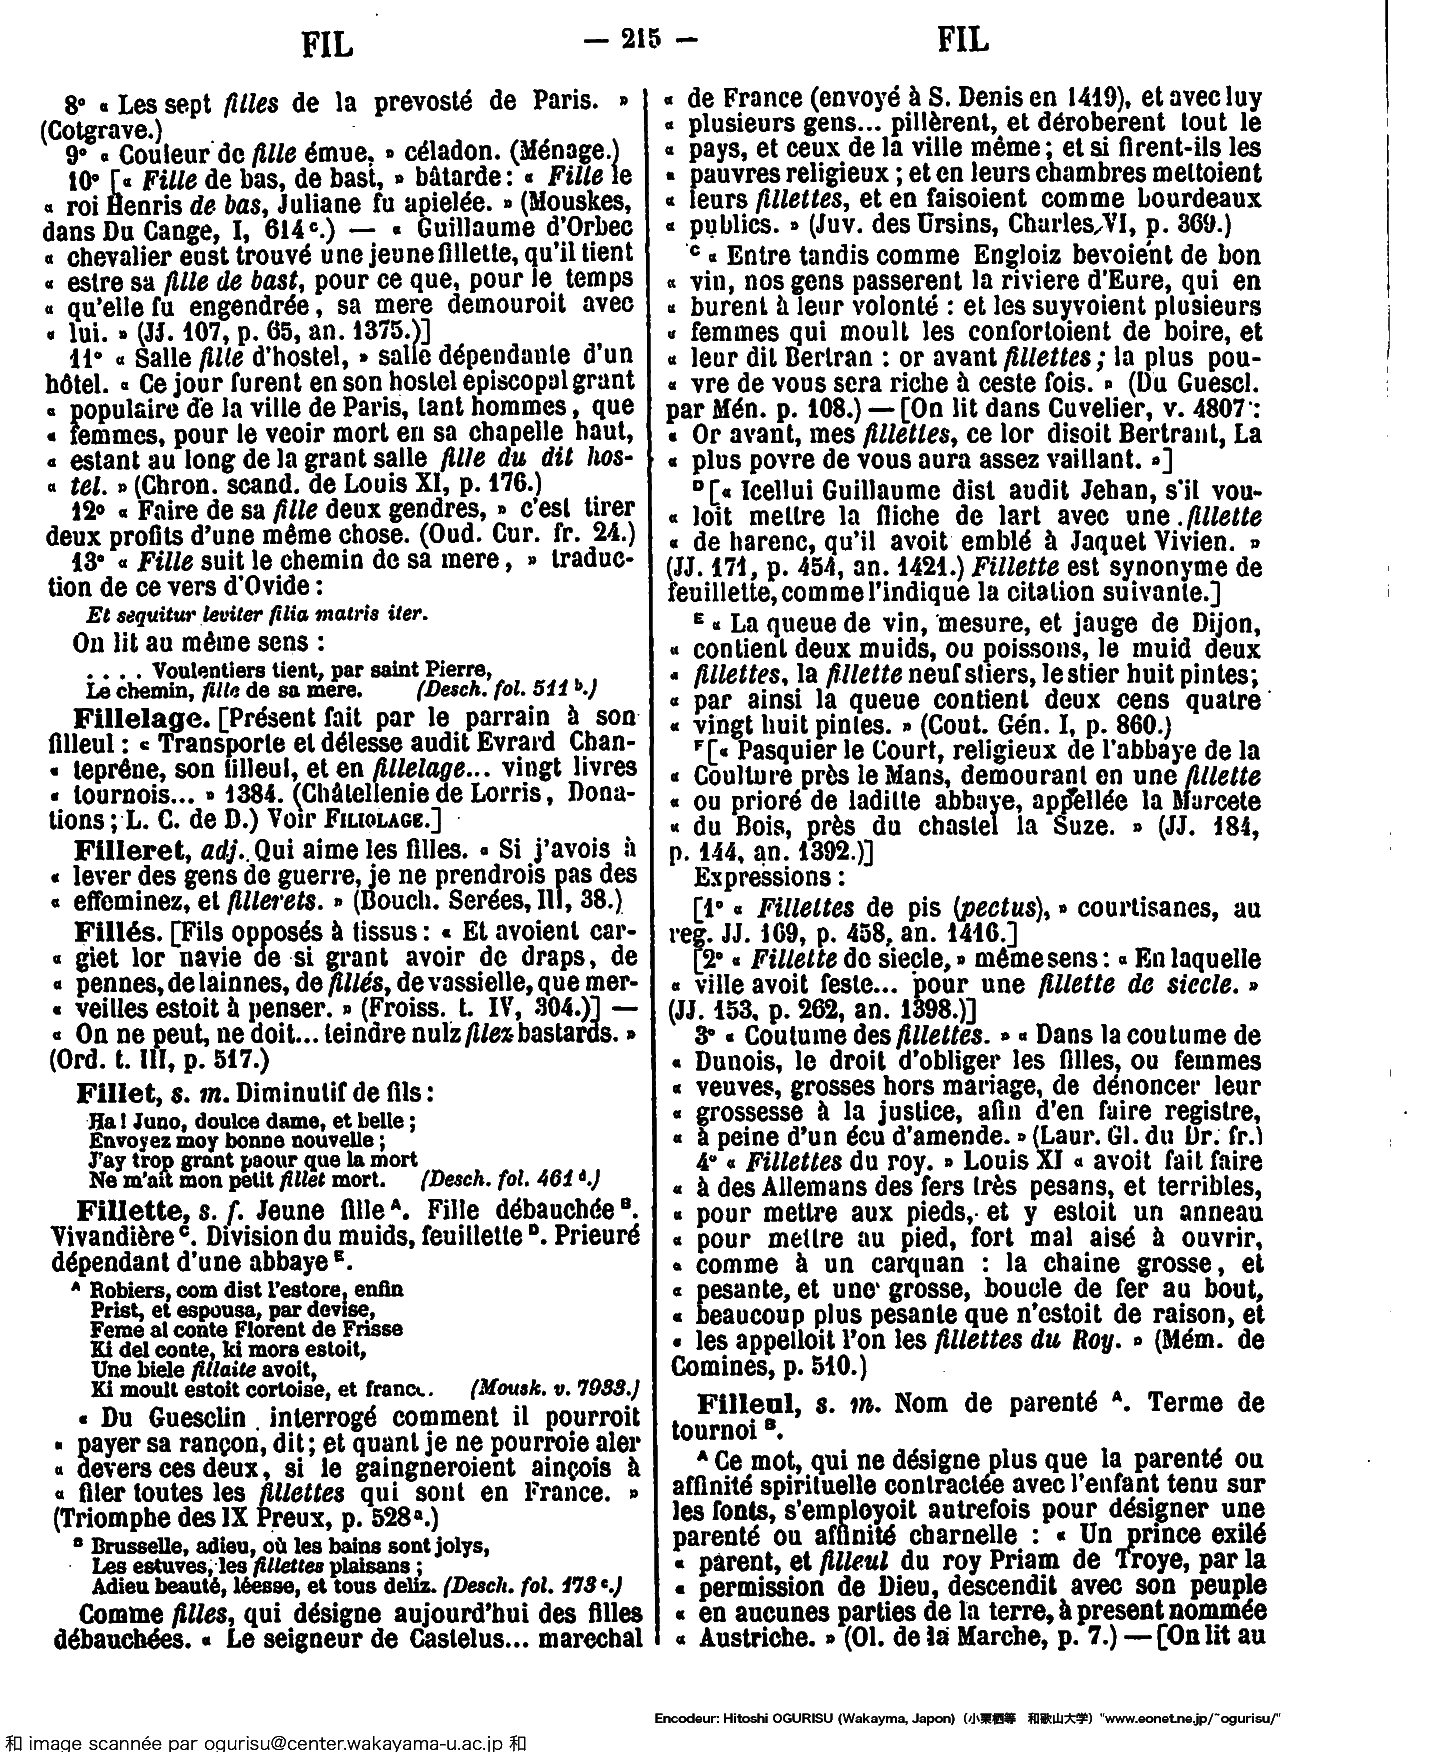 FIL
— 215 —
FIL
8° « Les sept filles de la prevosté de Paris. »
(Cotgrave.)
9° « Couleur de fille émue, » céladon. (Ménage.)
10° [« Fille de bas, de bast, » bâtarde : « Fille le
« roi Henris de bas, Juliane fu apielée. » (Mouskes,
dans Du Cange, I, 614ᶜ.) — « Guillaume d'Orbec
« chevalier eust trouvé une jeune fillette, qu'il tient
« estre sa fille de bast, pour ce que, pour le temps
« qu'elle fu engendrée, sa mere demouroit avec
« lui. » (JJ. 107, p. 65, an. 1375.)]
11° « Salle fille d'hostel, » salle dépendante d'un
hôtel. « Ce jour furent en son hostel episcopal grant
« populaire de la ville de Paris, tant hommes, que
« femmes, pour le veoir mort en sa chapelle haut,
« estant au long de la grant salle fille du dit hos-
« tel. » (Chron. scand. de Louis XI, p. 176.)
12° « Faire de sa fille deux gendres, » c'est tirer
deux profits d'une même chose. (Oud. Cur. fr. 24.)
13° « Fille suit le chemin de sa mere, » traduc-
tion de ce vers d'Ovide :
Et sequitur leviter filia matris iter.
On lit au même sens :
. . . . Voulentiers tient, par saint Pierre,
Le chemin, fille de sa mere. (Desch. fol. 511 ᵇ.)
Fillelage. [Présent fait par le parrain à son
filleul : « Transporte et délesse audit Evrard Chan-
« teprêne, son filleul, et en fillelage... vingt livres
« tournois... » 1384. (Châtellenie de Lorris, Dona-
tions ; L. C. de D.) Voir FILIOLAGE.]
Filleret, adj. Qui aime les filles. « Si j'avois à
« lever des gens de guerre, je ne prendrois pas des
« effeminez, et fillerets. » (Bouch. Serées, III, 38.)
Fillés. [Fils opposés à tissus : « Et avoient car-
« giet lor navie de si grant avoir de draps, de
« pennes, de lainnes, de fillés, de vassielle, que mer-
« veilles estoit à penser. » (Froiss. t. IV, 304.)] —
« On ne peut, ne doit... teindre nulz filez bastards. »
(Ord. t. III, p. 517.)
Fillet, s. m. Diminutif de fils :
Ha ! Juno, doulce dame, et belle ;
Envoyez moy bonne nouvelle ;
J'ay trop grant paour que la mort
Ne m'ait mon petit fillet mort. (Desch. fol. 461 ᵈ.)
Fillette, s. f. Jeune fille ᴬ. Fille débauchée ᴮ.
Vivandière ᶜ. Division du muids, feuillette ᴰ. Prieuré
dépendant d'une abbaye ᴱ.
ᴬ Robiers, com dist l'estore, enfin
Prist, et espousa, par devise,
Feme al conte Florent de Frisse
Ki del conte, ki mors estoit,
Une biele fillaite avoit,
Ki moult estoit cortoise, et france. (Mousk. v. 7933.)
« Du Guesclin interrogé comment il pourroit
« payer sa rançon, dit ; et quant je ne pourroie aler
« devers ces deux, si le gaingneroient ainçois à
« filer toutes les fillettes qui sont en France. »
(Triomphe des IX Preux, p. 528ᵃ.)
ᴮ Brusselle, adieu, où les bains sont jolys,
Les estuves, les fillettes plaisans ;
Adieu beauté, léesse, et tous deliz. (Desch. fol. 173 ᶜ.)
Comme filles, qui désigne aujourd'hui des filles
débauchées. « Le seigneur de Castelus... marechal
« de France (envoyé à S. Denis en 1419), et avec luy
« plusieurs gens... pillèrent, et déroberent tout le
« pays, et ceux de la ville même ; et si firent-ils les
« pauvres religieux ; et en leurs chambres mettoient
« leurs fillettes, et en faisoient comme bourdeaux
« publics. » (Juv. des Ursins, Charles VI, p. 369.)
ᶜ « Entre tandis comme Engloiz bevoient de bon
« vin, nos gens passerent la riviere d'Eure, qui en
« burent à leur volonté : et les suyvoient plusieurs
« femmes qui moult les confortoient de boire, et
« leur dit Bertran : or avant fillettes ; la plus pou-
« vre de vous sera riche à ceste fois. » (Du Guescl.
par Mén. p. 108.) — [On lit dans Cuvelier, v. 4807 :
« Or avant, mes fillettes, ce lor disoit Bertrant, La
« plus povre de vous aura assez vaillant. »]
ᴰ [« Icellui Guillaume dist audit Jehan, s'il vou-
« loit mettre la fliche de lart avec une fillette
« de harenc, qu'il avoit emblé à Jaquet Vivien. »
(JJ. 171, p. 454, an. 1421.) Fillette est synonyme de
feuillette, comme l'indique la citation suivante.]
ᴱ « La queue de vin, mesure, et jauge de Dijon,
« contient deux muids, ou poissons, le muid deux
« fillettes, la fillette neuf stiers, le stier huit pintes ;
« par ainsi la queue contient deux cens quatre
« vingt huit pintes. » (Cout. Gén. I, p. 860.)
ꟳ [« Pasquier le Court, religieux de l'abbaye de la
« Coulture près le Mans, demourant en une fillette
« ou prioré de laditte abbaye, appellée la Marcete
« du Bois, près du chastel la Suze. » (JJ. 184,
p. 144, an. 1392.)]
Expressions :
[1° « Fillettes de pis (pectus), » courtisanes, au
reg. JJ. 169, p. 458, an. 1416.]
[2° « Fillette de siecle, » même sens : « En laquelle
« ville avoit feste... pour une fillette de siecle. »
(JJ. 153, p. 262, an. 1398.)]
3° « Coutume des fillettes. » « Dans la coutume de
« Dunois, le droit d'obliger les filles, ou femmes
« veuves, grosses hors mariage, de dénoncer leur
« grossesse à la justice, afin d'en faire registre,
« à peine d'un écu d'amende. » (Laur. Gl. du Dr. fr.)
4° « Fillettes du roy. » Louis XI « avoit fait faire
« à des Allemans des fers très pesans, et terribles,
« pour mettre aux pieds, et y estoit un anneau
« pour mettre au pied, fort mal aisé à ouvrir,
« comme à un carquan : la chaine grosse, et
« pesante, et une grosse, boucle de fer au bout,
« beaucoup plus pesante que n'estoit de raison, et
« les appelloit l'on les fillettes du Roy. » (Mém. de
Comines, p. 510.)
Filleul, s. m. Nom de parenté ᴬ. Terme de
tournoi ᴮ.
ᴬ Ce mot, qui ne désigne plus que la parenté ou
affinité spirituelle contractée avec l'enfant tenu sur
les fonts, s'employoit autrefois pour désigner une
parenté ou affinité charnelle : « Un prince exilé
« parent, et filleul du roy Priam de Troye, par la
« permission de Dieu, descendit avec son peuple
« en aucunes parties de la terre, à present nommée
« Austriche. » (Ol. de la Marche, p. 7.) — [On lit au
Encodeur: Hitoshi OGURISU (Wakayma, Japon) (小栗栖等 和歌山大学) "www.eonet.ne.jp/~ogurisu/"
和 image scannée par ogurisu@center.wakayama-u.ac.jp 和